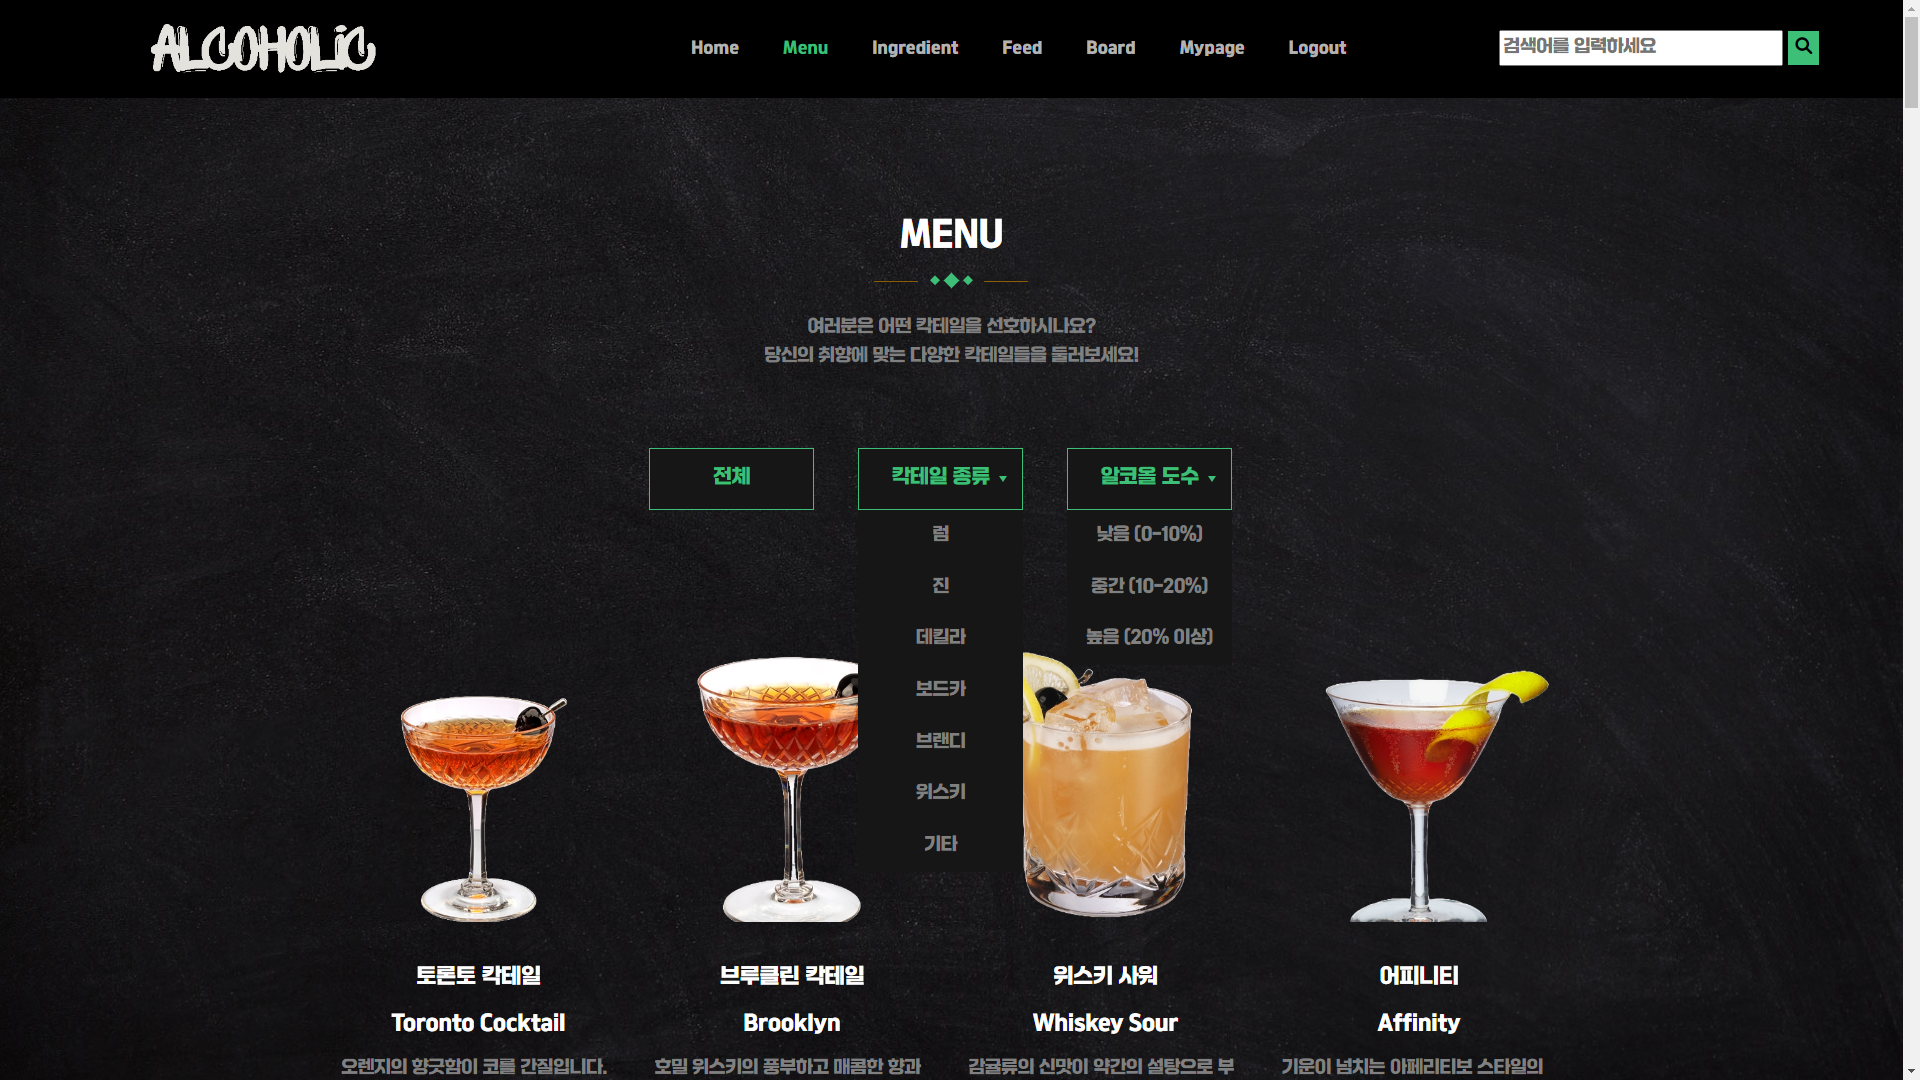 ALCOHOLiC
Home Menu Ingredient Feed Board Mypage Logout
검색어를 입력하세요
MENU
여러분은 어떤 칵테일을 선호하시나요?
당신의 취향에 맞는 다양한 칵테일들을 둘러보세요!
전체
칵테일 종류
럼
진
데킬라
보드카
브랜디
위스키
기타
알코올 도수
낮음 (0-10%)
중간 (10-20%)
높음 (20% 이상)
토론토 칵테일
Toronto Cocktail
오렌지의 향긋함이 코를 간질입니다.
브루클린 칵테일
Brooklyn
호밀 위스키의 풍부하고 매콤한 향과
위스키 사워
Whiskey Sour
감귤류의 신맛이 약간의 설탕으로 부
어피니티
Affinity
기운이 넘치는 아페리티보 스타일의